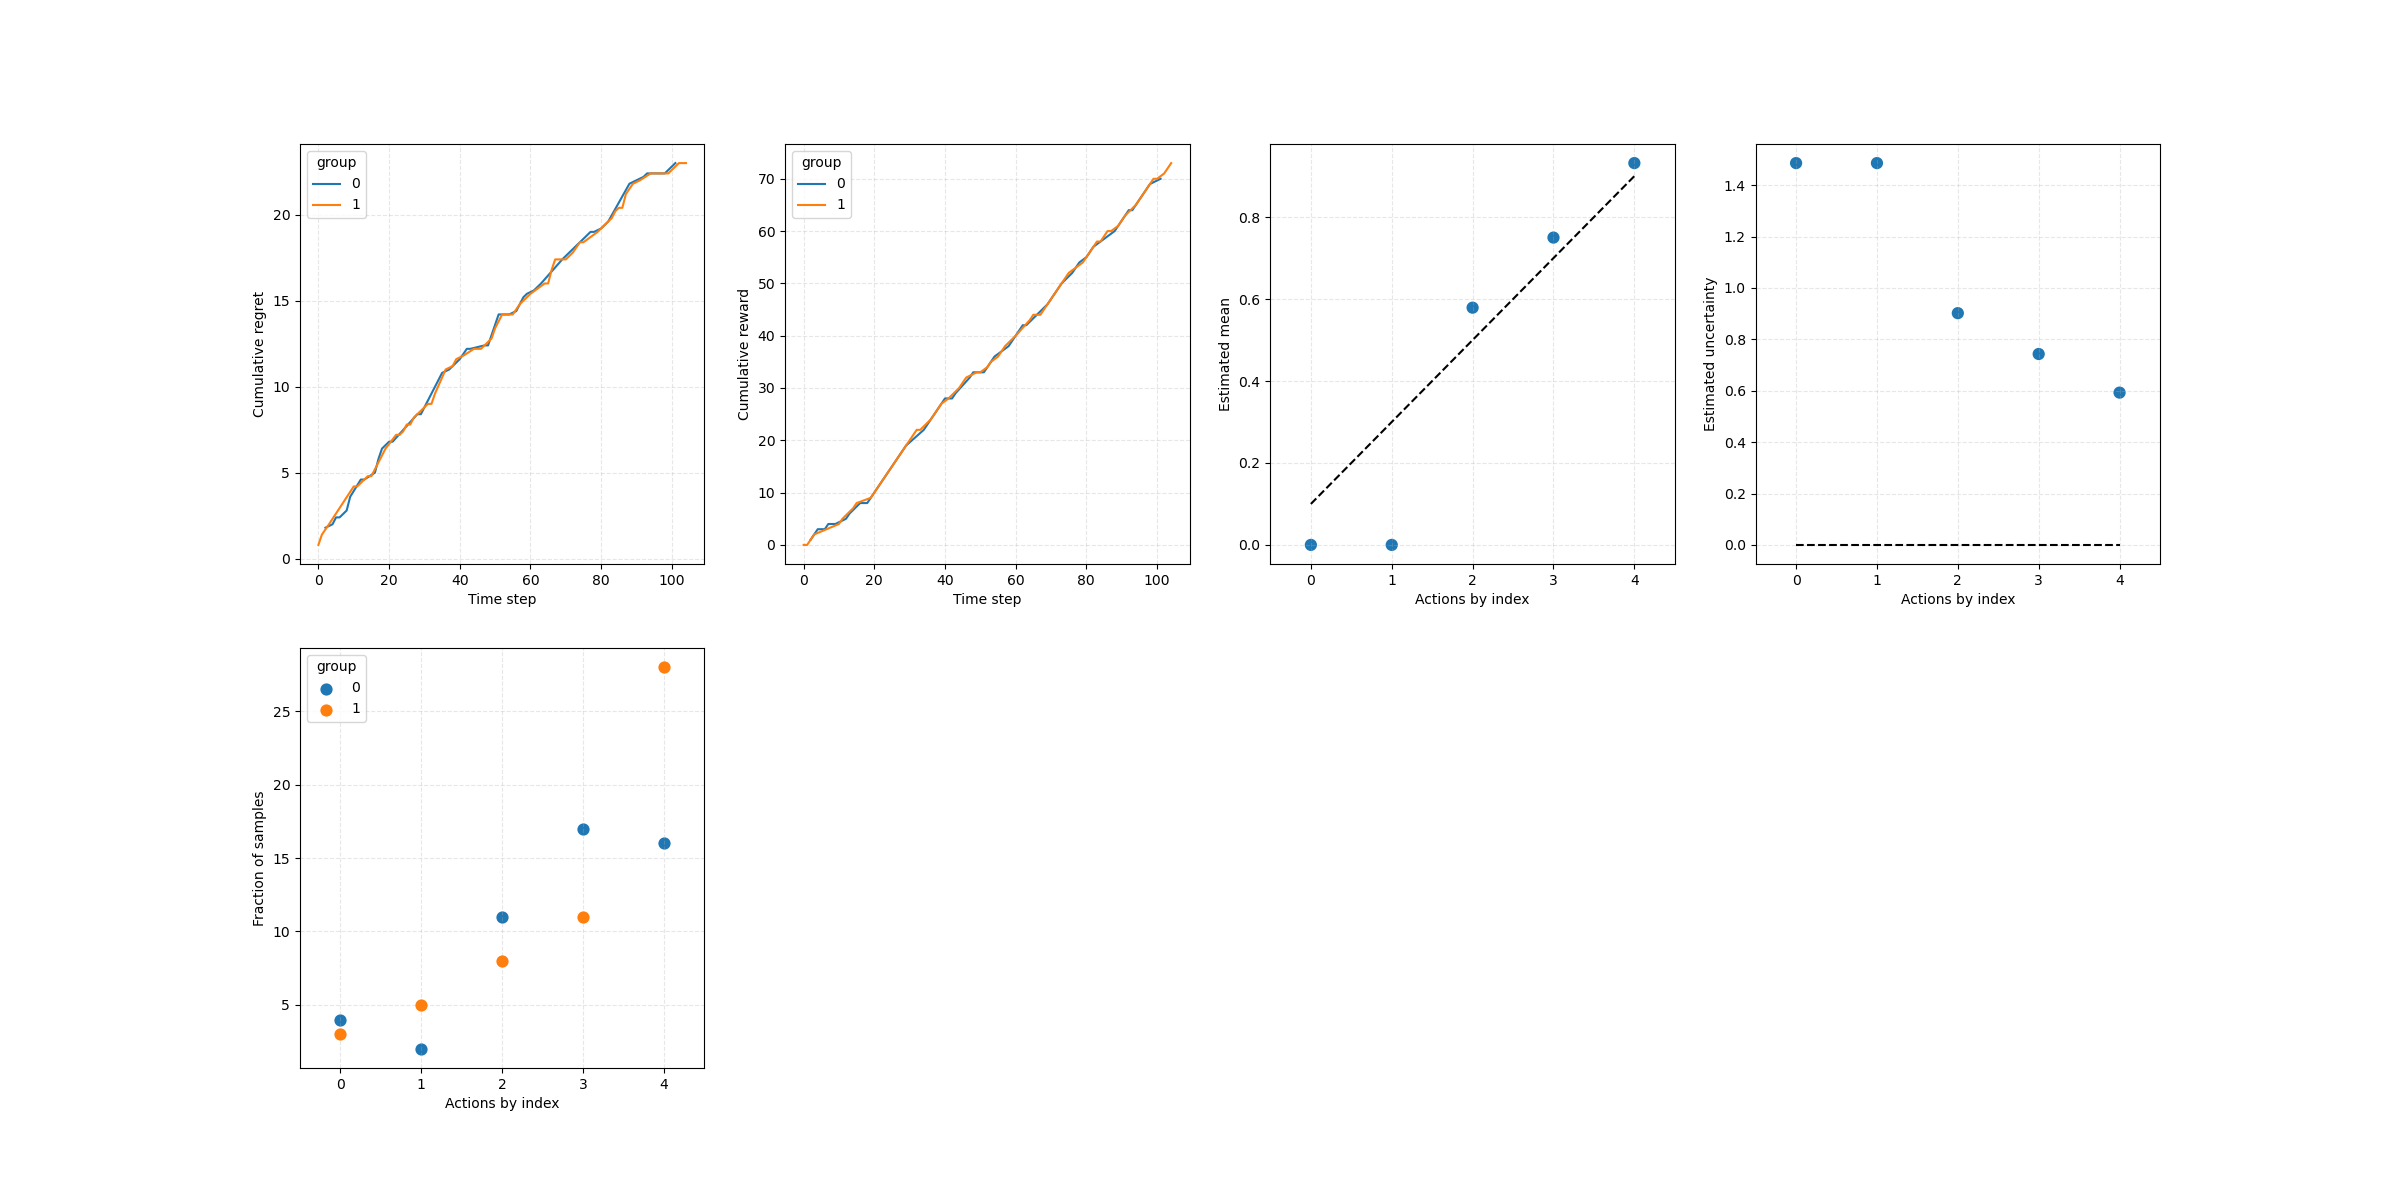 group
0
1
Cumulative regret
0
5
10
15
20
0 20 40 60 80 100
Time step
group
0
1
Cumulative reward
0
10
20
30
40
50
60
70
0 20 40 60 80 100
Time step
Estimated mean
0.0
0.2
0.4
0.6
0.8
0 1 2 3 4
Actions by index
Estimated uncertainty
0.0
0.2
0.4
0.6
0.8
1.0
1.2
1.4
0 1 2 3 4
Actions by index
group
0
1
Fraction of samples
5
10
15
20
25
0 1 2 3 4
Actions by index